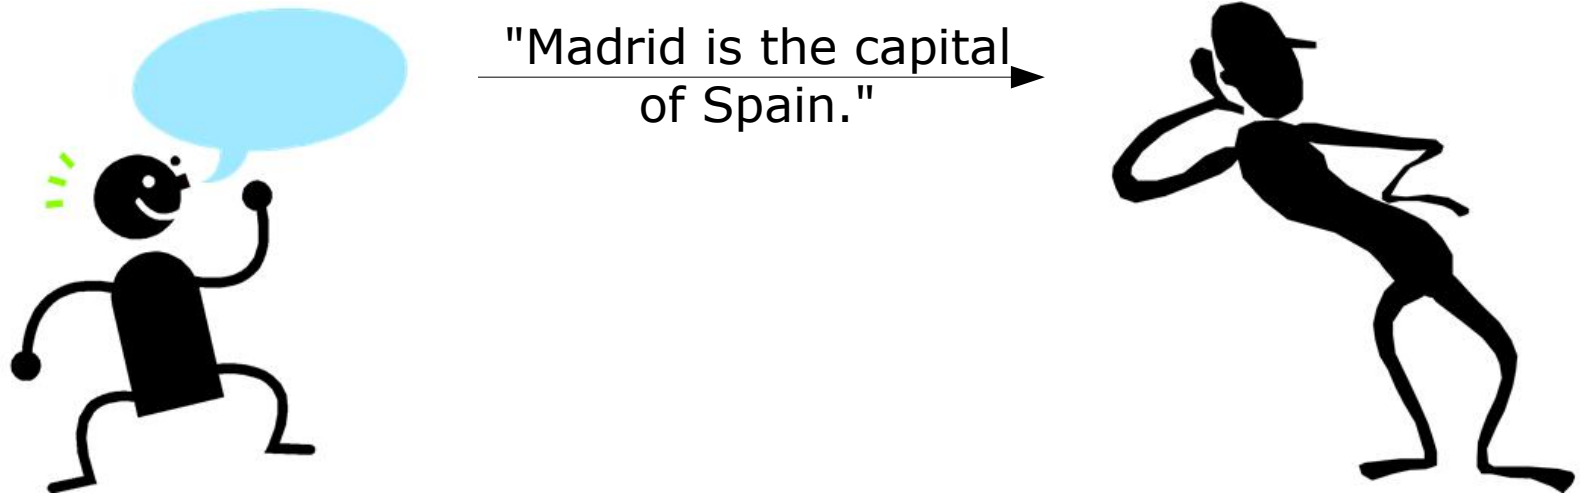 "Madrid is the capital
of Spain."